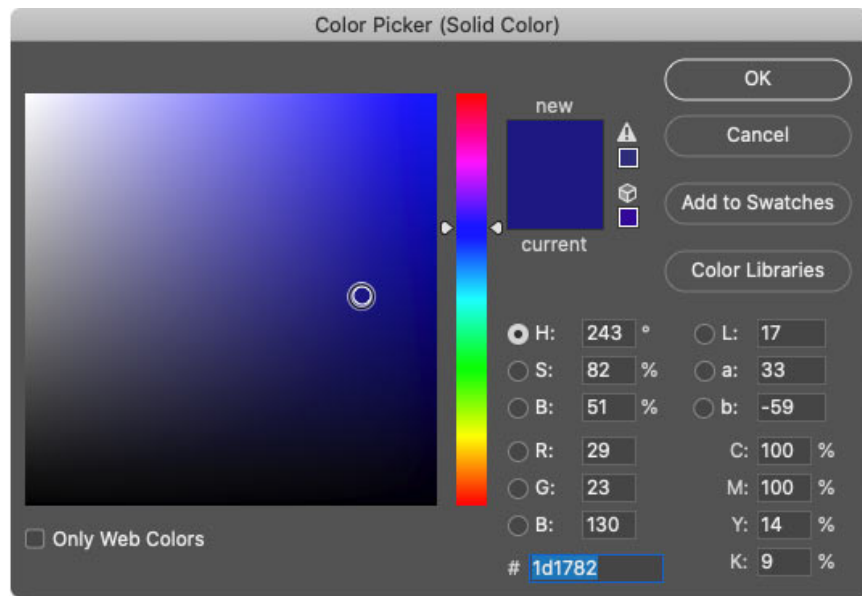 Color Picker (Solid Color)
new
current
OK
Cancel
Add to Swatches
Color Libraries
H: 243 °
S: 82 %
B: 51 %
R: 29
G: 23
B: 130
# 1d1782
L: 17
a: 33
b: -59
C: 100 %
M: 100 %
Y: 14 %
K: 9 %
Only Web Colors